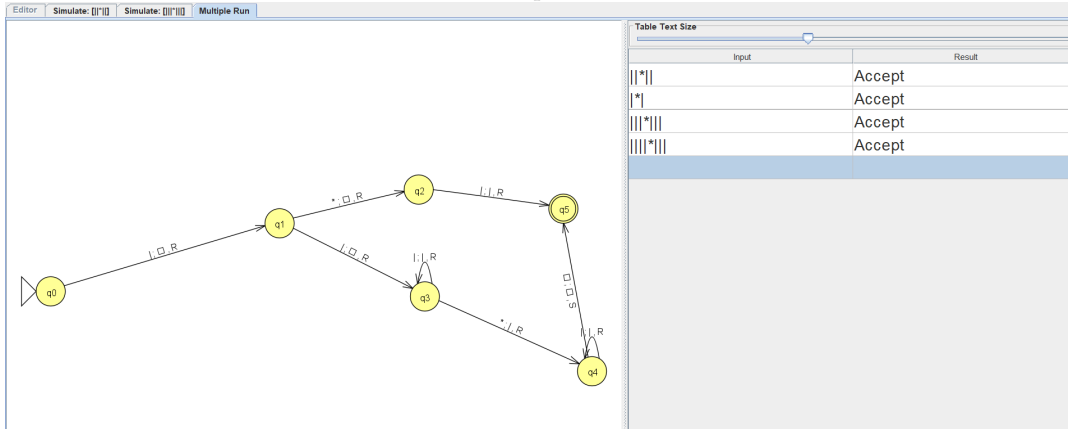 Editor Simulate: [||*||] Simulate: [|||*|||] Multiple Run
Table Text Size
Input Result
||*|| Accept
|*| Accept
|||*||| Accept
||||*||| Accept
q0
|;□,R
q1
*;□,R
q2
|;|,R
q5
|;□,R
|;|,R
q3
*;|,R
□;□,S
|;|,R
q4